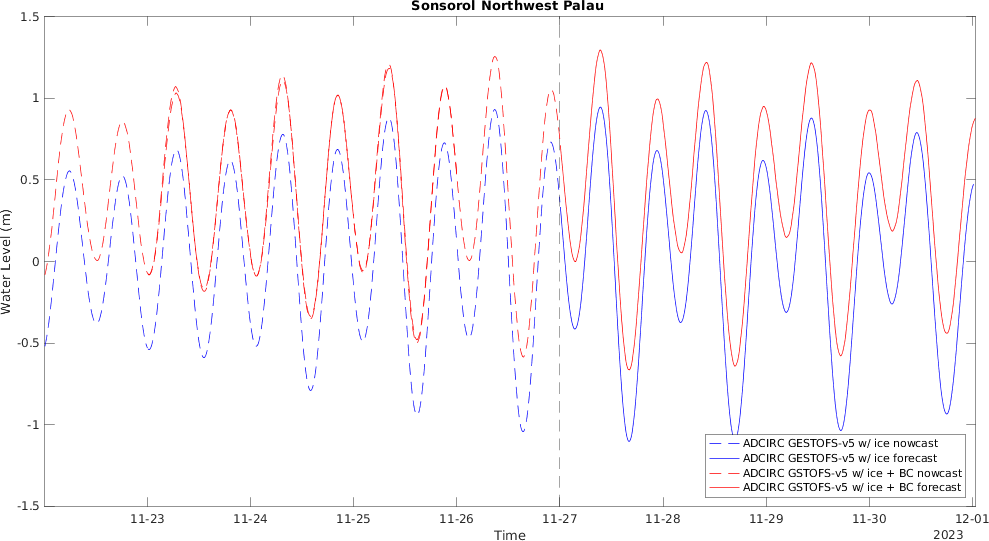 Sonsorol Northwest Palau
1.5
1
0.5
0
-0.5
-1
-1.5
Water Level (m)
ADCIRC GESTOFS-v5 w/ ice nowcast
ADCIRC GESTOFS-v5 w/ ice forecast
ADCIRC GSTOFS-v5 w/ ice + BC nowcast
ADCIRC GSTOFS-v5 w/ ice + BC forecast
11-23 11-24 11-25 11-26 11-27 11-28 11-29 11-30 12-01
Time
2023